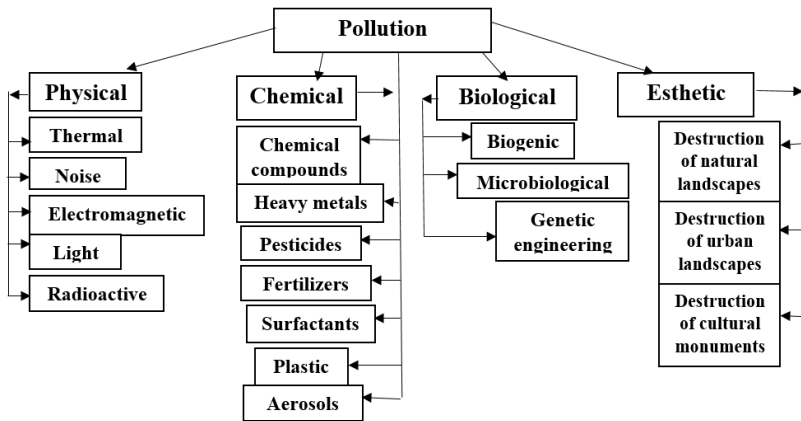 Pollution
Physical
Thermal
Noise
Electromagnetic
Light
Radioactive
Chemical
Chemical
compounds
Heavy metals
Pesticides
Fertilizers
Surfactants
Plastic
Aerosols
Biological
Biogenic
Microbiological
Genetic
engineering
Esthetic
Destruction
of natural
landscapes
Destruction
of urban
landscapes
Destruction
of cultural
monuments